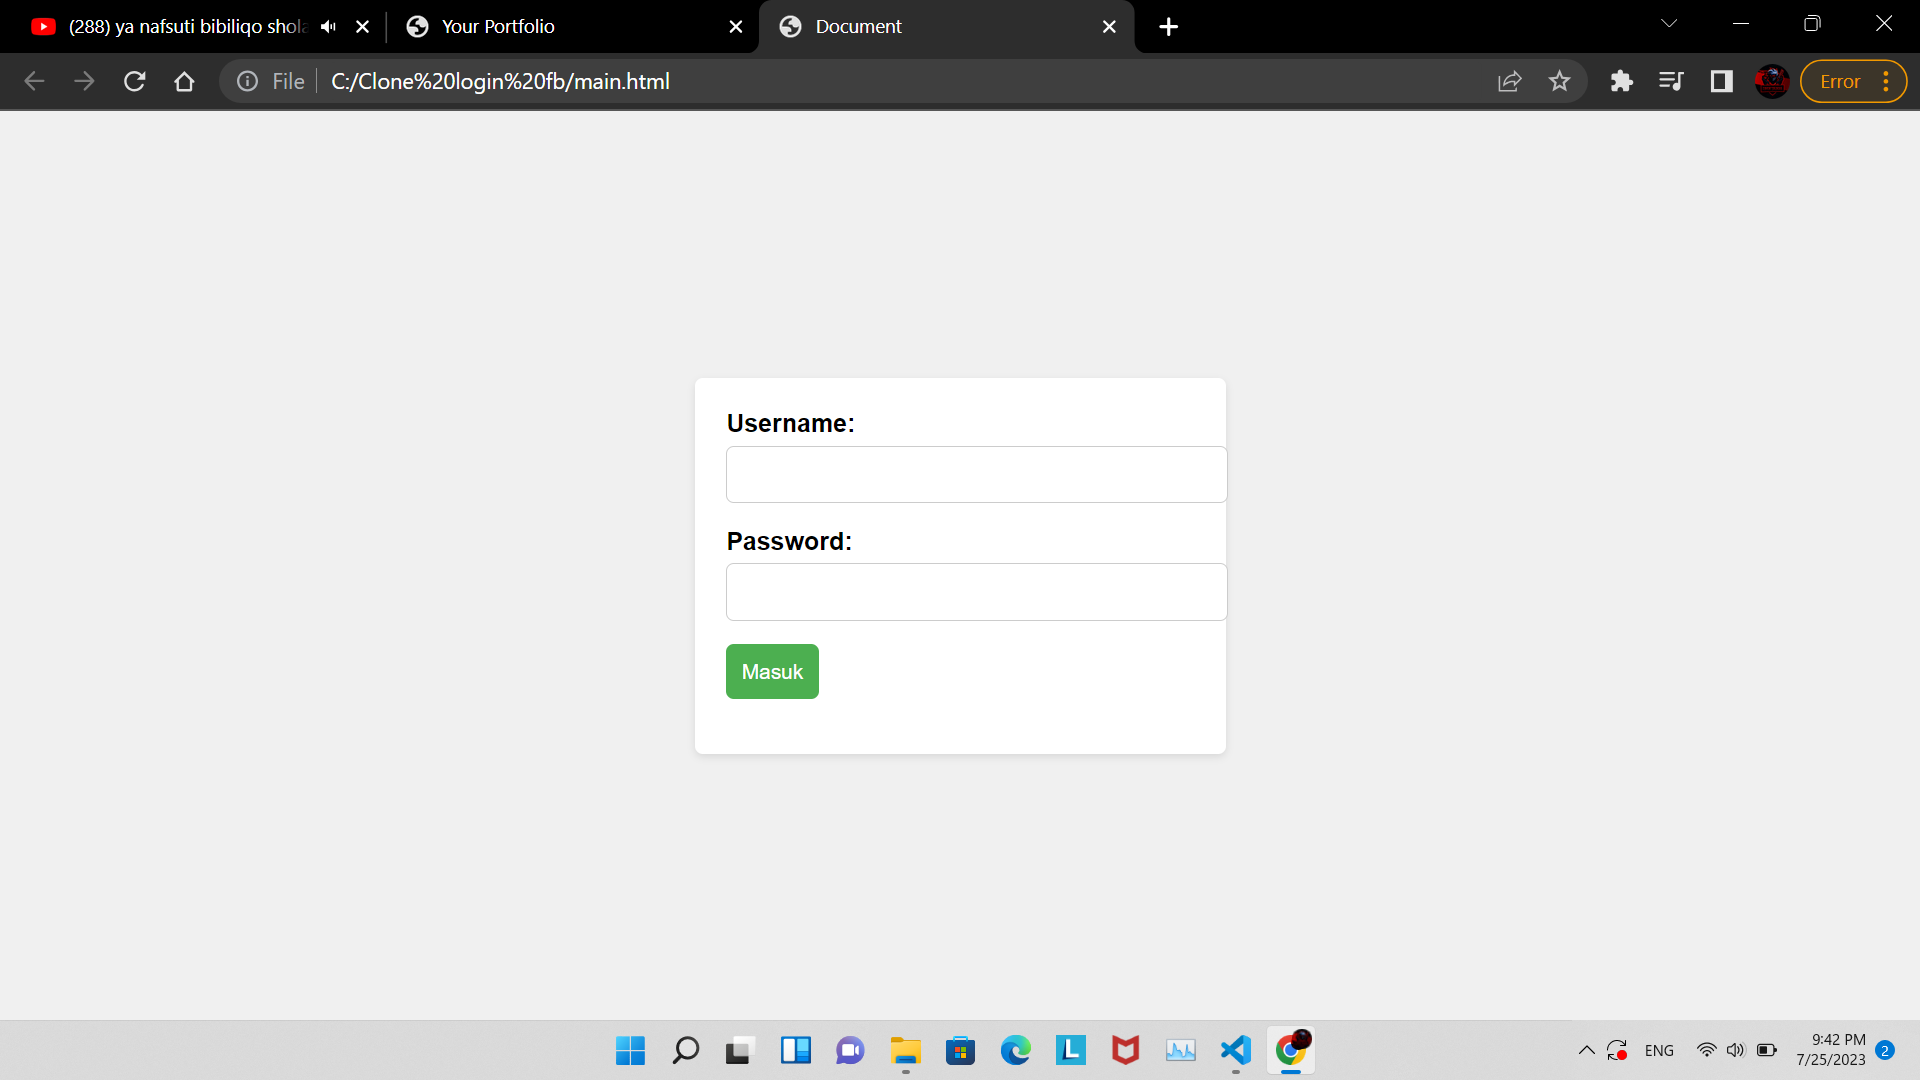 (288) ya nafsuti bibiliqo shola
Your Portfolio
Document
File
C:/Clone%20login%20fb/main.html
Error
Username:
Password:
Masuk
ENG
9:42 PM
7/25/2023
2